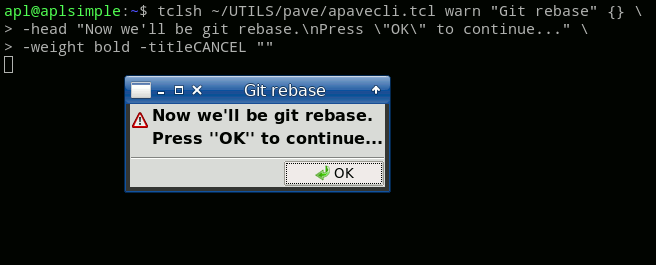 apl@aplsimple:~$ tclsh ~/UTILS/pave/apavecli.tcl warn "Git rebase" {} \
> -head "Now we'll be git rebase.\nPress \"OK\" to continue..." \
> -weight bold -titleCANCEL ""
Git rebase
Now we'll be git rebase.
Press ''OK'' to continue...
OK